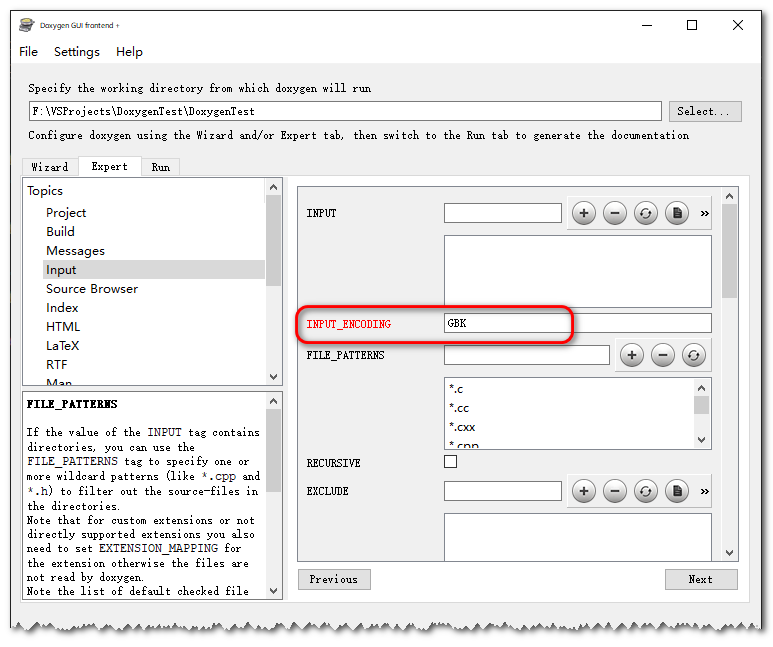 Doxygen GUI frontend +
File Settings Help
Specify the working directory from which doxygen will run
F:\VSProjects\DoxygenTest\DoxygenTest
Select...
Configure doxygen using the Wizard and/or Expert tab, then switch to the Run tab to generate the documentation
Wizard Expert Run
Topics
Project
Build
Messages
Input
Source Browser
Index
HTML
LaTeX
RTF
Man
FILE_PATTERNS
If the value of the INPUT tag contains
directories, you can use the
FILE_PATTERNS tag to specify one or
more wildcard patterns (like *.cpp and
*.h) to filter out the source-files in
the directories.
Note that for custom extensions or not
directly supported extensions you also
need to set EXTENSION_MAPPING for
the extension otherwise the files are
not read by doxygen.
Note the list of default checked file
INPUT
»
INPUT_ENCODING
GBK
FILE_PATTERNS
*.c
*.cc
*.cxx
*.cpp
RECURSIVE
EXCLUDE
»
Previous
Next